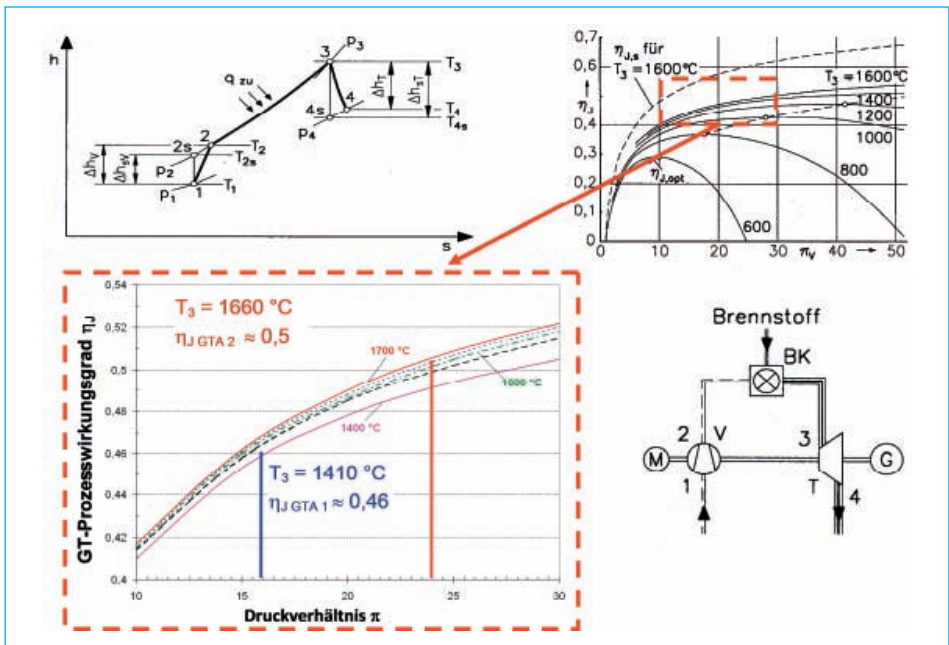 h
s
p₃
3
T₃
q zu
Δh_T
Δh_sT
4
4s
T₄
p₄
T₄s
2
2s
T₂
p₂
T₂s
Δh_V
Δh_sV
p₁
1
T₁
0,7
0,6
0,5
η_J
0,4
0,3
0,2
0,1
0
η_J,s für
T₃ = 1600°C
T₃ = 1600°C
1400
1200
1000
800
600
η_J,opt
10
20
30
40
50
π_V
0,54
0,52
0,5
0,48
0,46
0,44
0,42
0,4
GT-Prozesswirkungsgrad η_J
T₃ = 1660 °C
η_J GTA 2 ≈ 0,5
1700 °C
1400 °C
T₃ = 1410 °C
η_J GTA 1 ≈ 0,46
10
15
20
25
30
Druckverhältnis π
Brennstoff
BK
2
V
3
M
G
1
T
4